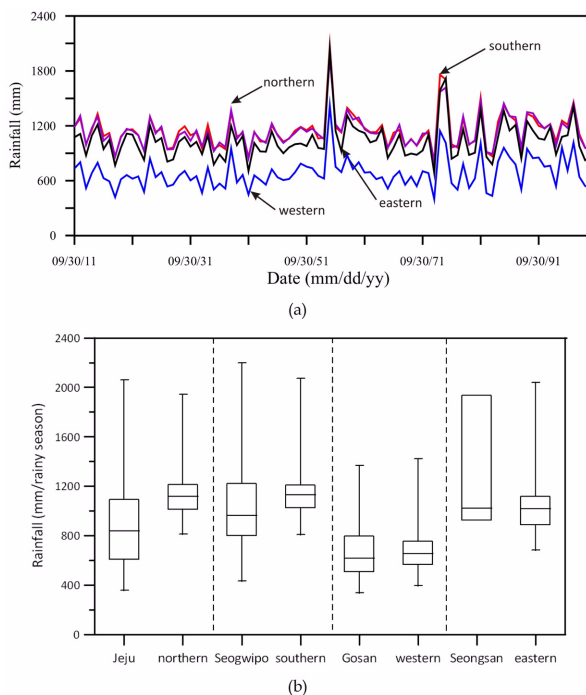 2400
1800
1200
600
0
Rainfall (mm)
northern
southern
western
eastern
09/30/11
09/30/31
09/30/51
09/30/71
09/30/91
Date (mm/dd/yy)
(a)
2400
2000
1600
1200
800
400
0
Rainfall (mm/rainy season)
Jeju
northern
Seogwipo
southern
Gosan
western
Seongsan
eastern
(b)